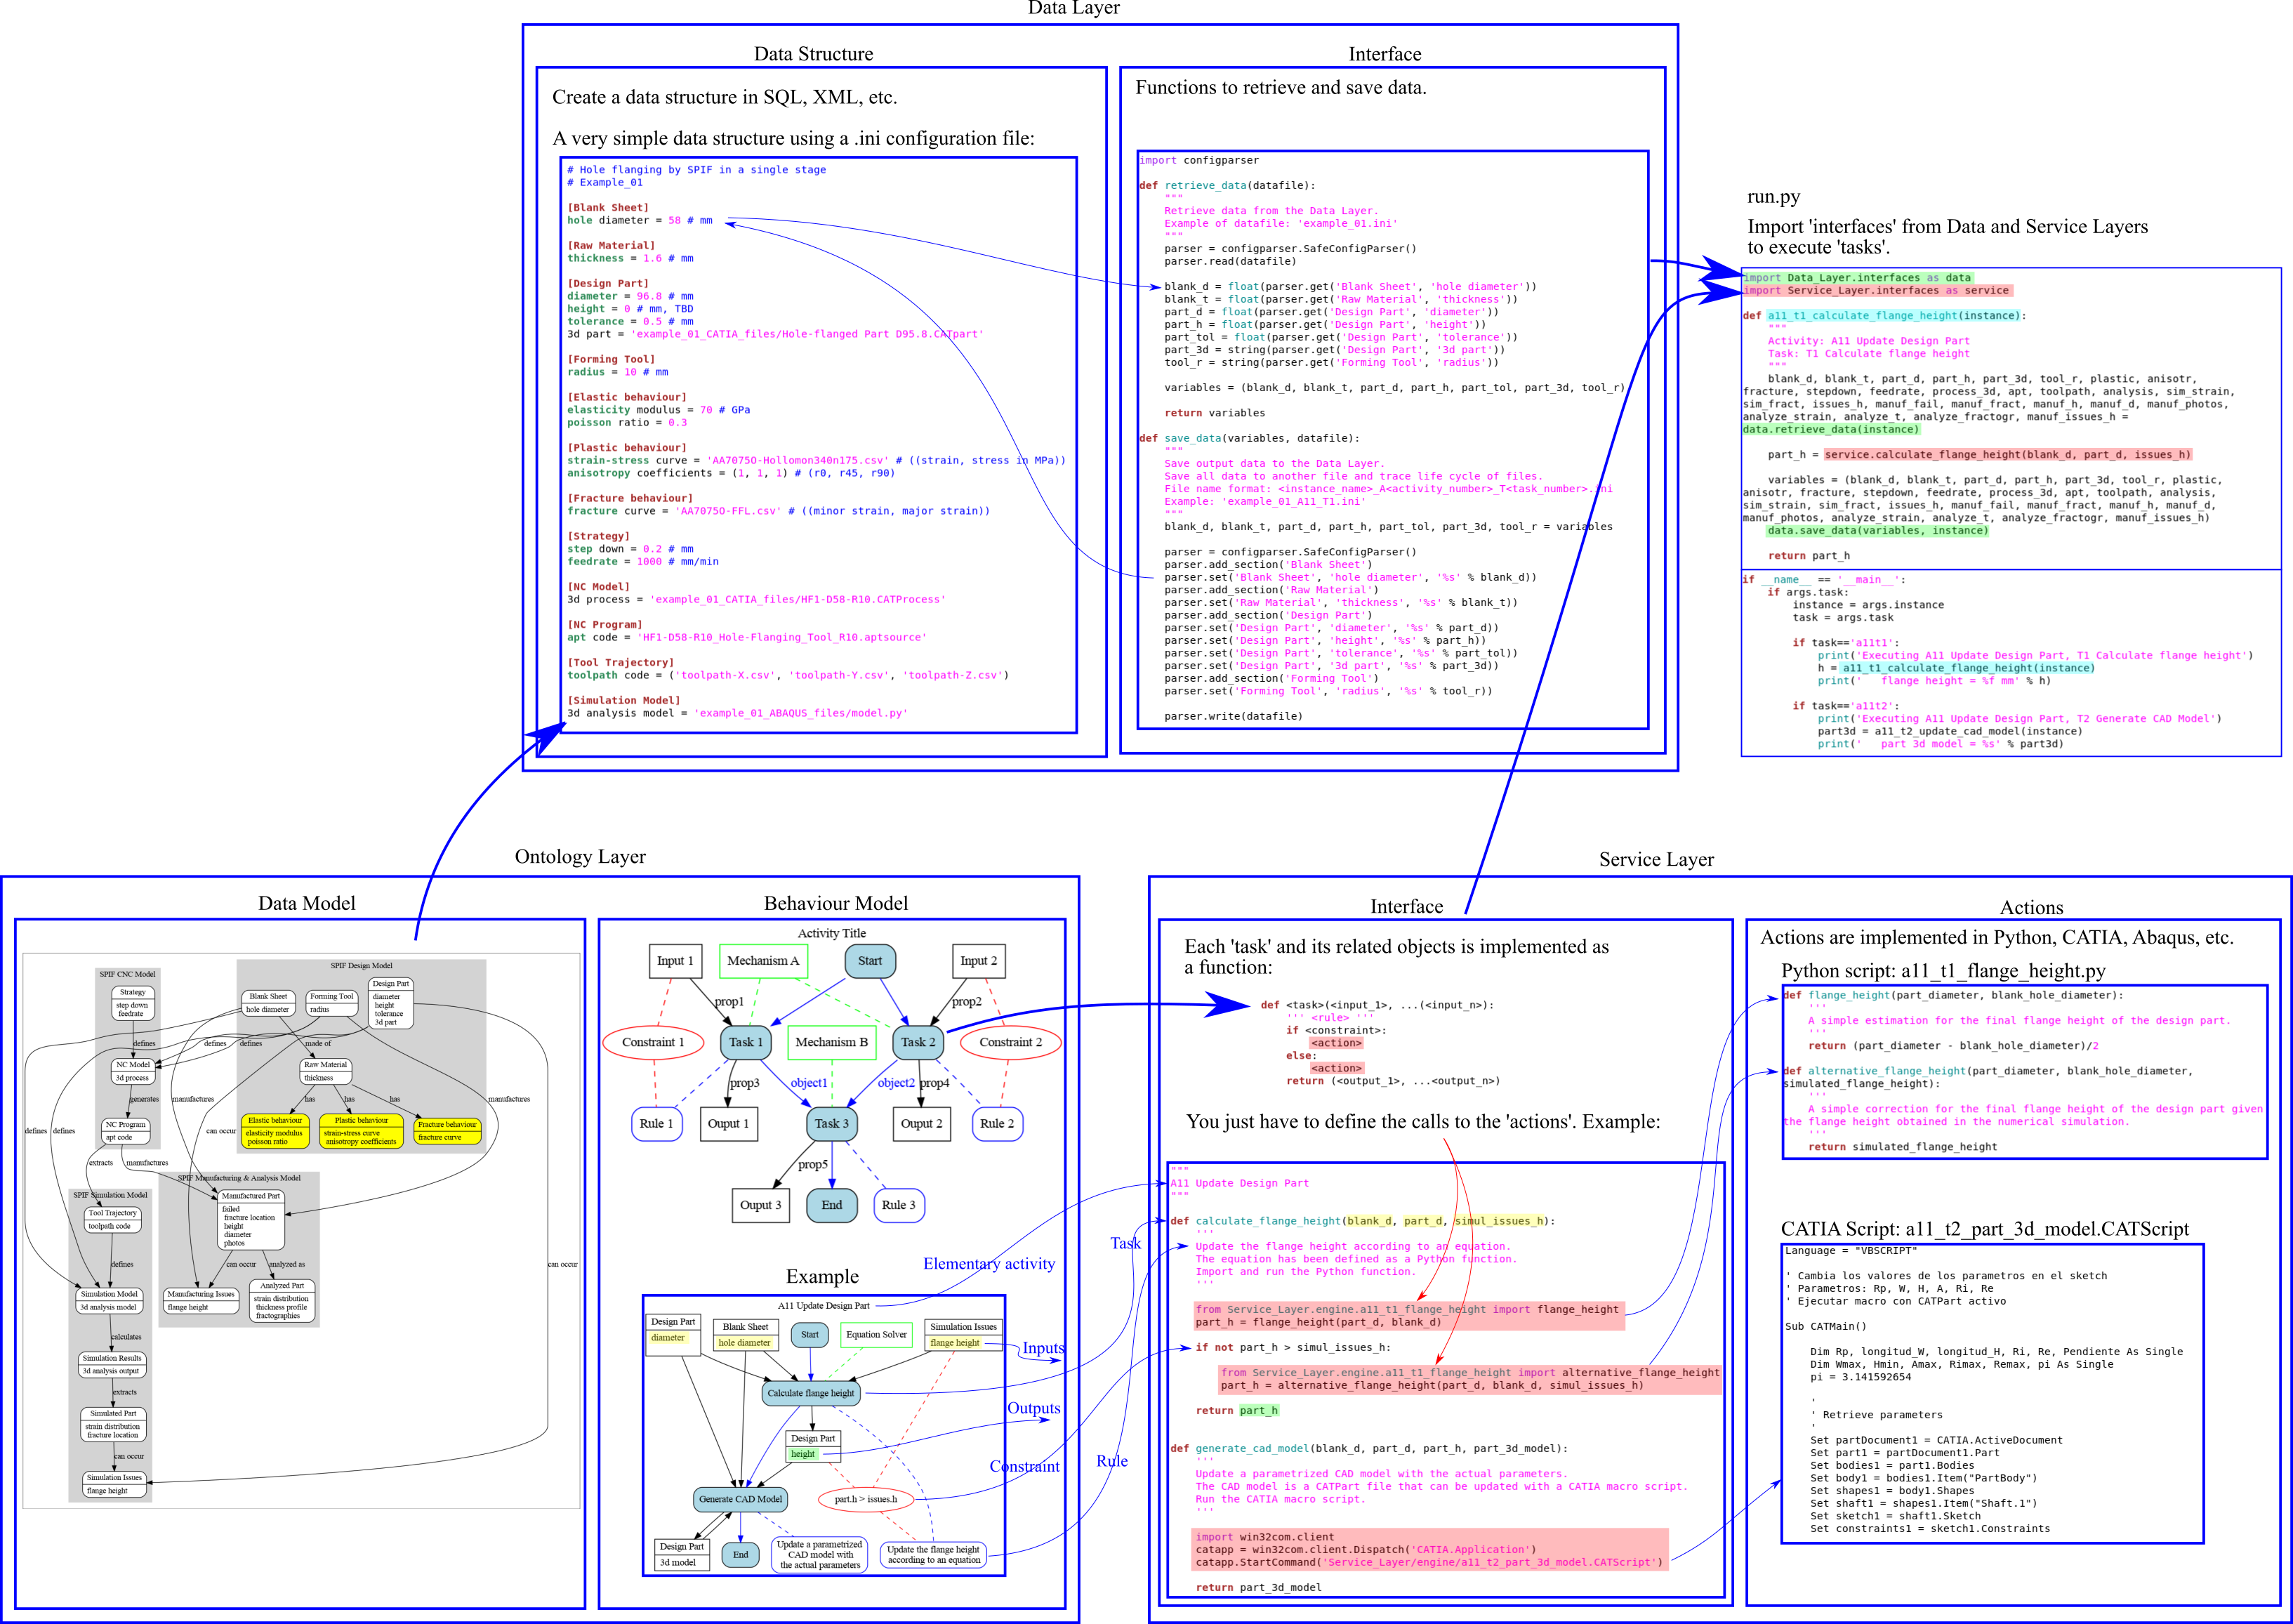 Data Layer
Data Structure
Create a data structure in SQL, XML, etc.
A very simple data structure using a .ini configuration file:
# Hole flanging by SPIF in a single stage
# Example_01
[Blank Sheet]
hole diameter = 58 # mm
[Raw Material]
thickness = 1.6 # mm
[Design Part]
diameter = 96.8 # mm
height = 0 # mm, TBD
tolerance = 0.5 # mm
3d part = 'example_01_CATIA_files/Hole-flanged Part D95.8.CATpart'
[Forming Tool]
radius = 10 # mm
[Elastic behaviour]
elasticity modulus = 70 # GPa
poisson ratio = 0.3
[Plastic behaviour]
strain-stress curve = 'AA7075O-Hollomon340n175.csv' # ((strain, stress in MPa))
anisotropy coefficients = (1, 1, 1) # (r0, r45, r90)
[Fracture behaviour]
fracture curve = 'AA7075O-FFL.csv' # ((minor strain, major strain))
[Strategy]
step down = 0.2 # mm
feedrate = 1000 # mm/min
[NC Model]
3d process = 'example_01_CATIA_files/HF1-D58-R10.CATProcess'
[NC Program]
apt code = 'HF1-D58-R10_Hole-Flanging_Tool_R10.aptsource'
[Tool Trajectory]
toolpath code = ('toolpath-X.csv', 'toolpath-Y.csv', 'toolpath-Z.csv')
[Simulation Model]
3d analysis model = 'example_01_ABAQUS_files/model.py'
Interface
Functions to retrieve and save data.
import configparser
def retrieve_data(datafile):
"""
Retrieve data from the Data Layer.
Example of datafile: 'example_01.ini'
"""
parser = configparser.SafeConfigParser()
parser.read(datafile)
blank_d = float(parser.get('Blank Sheet', 'hole diameter'))
blank_t = float(parser.get('Raw Material', 'thickness'))
part_d = float(parser.get('Design Part', 'diameter'))
part_h = float(parser.get('Design Part', 'height'))
part_tol = float(parser.get('Design Part', 'tolerance'))
part_3d = string(parser.get('Design Part', '3d part'))
tool_r = string(parser.get('Forming Tool', 'radius'))
variables = (blank_d, blank_t, part_d, part_h, part_tol, part_3d, tool_r)
return variables
def save_data(variables, datafile):
"""
Save output data to the Data Layer.
Save all data to another file and trace life cycle of files.
File name format: <instance_name>_A<activity_number>_T<task_number>.ini
Example: 'example_01_A11_T1.ini'
"""
blank_d, blank_t, part_d, part_h, part_tol, part_3d, tool_r = variables
parser = configparser.SafeConfigParser()
parser.add_section('Blank Sheet')
parser.set('Blank Sheet', 'hole diameter', '%s' % blank_d))
parser.add_section('Raw Material')
parser.set('Raw Material', 'thickness', '%s' % blank_t))
parser.add_section('Design Part')
parser.set('Design Part', 'diameter', '%s' % part_d))
parser.set('Design Part', 'height', '%s' % part_h))
parser.set('Design Part', 'tolerance', '%s' % part_tol))
parser.set('Design Part', '3d part', '%s' % part_3d))
parser.add_section('Forming Tool')
parser.set('Forming Tool', 'radius', '%s' % tool_r))
parser.write(datafile)
run.py
Import 'interfaces' from Data and Service Layers
to execute 'tasks'.
import Data_Layer.interfaces as data
import Service_Layer.interfaces as service
def a11_t1_calculate_flange_height(instance):
"""
Activity: A11 Update Design Part
Task: T1 Calculate flange height
"""
blank_d, blank_t, part_d, part_h, part_3d, tool_r, plastic, anisotr,
fracture, stepdown, feedrate, process_3d, apt, toolpath, analysis, sim_strain,
sim_fract, issues_h, manuf_fail, manuf_fract, manuf_h, manuf_d, manuf_photos,
analyze_strain, analyze_t, analyze_fractogr, manuf_issues_h =
data.retrieve_data(instance)
part_h = service.calculate_flange_height(blank_d, part_d, issues_h)
variables = (blank_d, blank_t, part_d, part_h, part_3d, tool_r, plastic,
anisotr, fracture, stepdown, feedrate, process_3d, apt, toolpath, analysis,
sim_strain, sim_fract, issues_h, manuf_fail, manuf_fract, manuf_h, manuf_d,
manuf_photos, analyze_strain, analyze_t, analyze_fractogr, manuf_issues_h)
data.save_data(variables, instance)
return part_h
if __name__ == '__main__':
if args.task:
instance = args.instance
task = args.task
if task=='a11t1':
print('Executing A11 Update Design Part, T1 Calculate flange height')
h = a11_t1_calculate_flange_height(instance)
print('   flange height = %f mm' % h)
if task=='a11t2':
print('Executing A11 Update Design Part, T2 Generate CAD Model')
part3d = a11_t2_update_cad_model(instance)
print('   part 3d model = %s' % part3d)
Ontology Layer
Data Model
SPIF CNC Model
Strategy
step down
feedrate
defines
NC Model
3d process
generates
NC Program
apt code
extracts
manufactures
SPIF Design Model
Blank Sheet
hole diameter
Forming Tool
radius
Design Part
diameter
height
tolerance
3d part
defines
defines
made of
Raw Material
thickness
has
has
has
manufactures
manufactures
Elastic behaviour
elasticity modulus
poisson ratio
Plastic behaviour
strain-stress curve
anisotropy coefficients
Fracture behaviour
fracture curve
defines
defines
can occur
SPIF Simulation Model
Tool Trajectory
toolpath code
defines
Simulation Model
3d analysis model
calculates
Simulation Results
3d analysis output
extracts
Simulated Part
strain distribution
fracture location
can occur
Simulation Issues
flange height
SPIF Manufacturing & Analysis Model
Manufactured Part
failed
fracture location
height
diameter
photos
can occur
analyzed as
can occur
Manufacturing Issues
flange height
Analyzed Part
strain distribution
thickness profile
fractographies
Behaviour Model
Activity Title
Input 1
Mechanism A
Start
Input 2
prop1
prop2
Constraint 1
Task 1
Mechanism B
Task 2
Constraint 2
prop3
object1
object2
prop4
Rule 1
Ouput 1
Task 3
Ouput 2
Rule 2
prop5
Ouput 3
End
Rule 3
Example
A11 Update Design Part
Design Part
diameter
Blank Sheet
hole diameter
Start
Equation Solver
Simulation Issues
flange height
Calculate flange height
Design Part
height
Generate CAD Model
part.h > issues.h
Design Part
3d model
End
Update a parametrized
CAD model with
the actual parameters
Update the flange height
according to an equation
Elementary activity
Task
Inputs
Outputs
Constraint
Rule
Service Layer
Interface
Each 'task' and its related objects is implemented as
a function:
def <task>(<input_1>, ...(<input_n>):
''' <rule> '''
if <constraint>:
<action>
else:
<action>
return (<output_1>, ...<output_n>)
You just have to define the calls to the 'actions'. Example:
"""
A11 Update Design Part
"""
def calculate_flange_height(blank_d, part_d, simul_issues_h):
'''
Update the flange height according to an equation.
The equation has been defined as a Python function.
Import and run the Python function.
'''
from Service_Layer.engine.a11_t1_flange_height import flange_height
part_h = flange_height(part_d, blank_d)
if not part_h > simul_issues_h:
from Service_Layer.engine.a11_t1_flange_height import alternative_flange_height
part_h = alternative_flange_height(part_d, blank_d, simul_issues_h)
return part_h
def generate_cad_model(blank_d, part_d, part_h, part_3d_model):
'''
Update a parametrized CAD model with the actual parameters.
The CAD model is a CATPart file that can be updated with a CATIA macro script.
Run the CATIA macro script.
'''
import win32com.client
catapp = win32com.client.Dispatch('CATIA.Application')
catapp.StartCommand('Service_Layer/engine/a11_t2_part_3d_model.CATScript')
return part_3d_model
Actions
Actions are implemented in Python, CATIA, Abaqus, etc.
Python script: a11_t1_flange_height.py
def flange_height(part_diameter, blank_hole_diameter):
'''
A simple estimation for the final flange height of the design part.
'''
return (part_diameter - blank_hole_diameter)/2
def alternative_flange_height(part_diameter, blank_hole_diameter,
simulated_flange_height):
'''
A simple correction for the final flange height of the design part given
the flange height obtained in the numerical simulation.
'''
return simulated_flange_height
CATIA Script: a11_t2_part_3d_model.CATScript
Language = "VBSCRIPT"
' Cambia los valores de los parametros en el sketch
' Parametros: Rp, W, H, A, Ri, Re
' Ejecutar macro con CATPart activo
Sub CATMain()
Dim Rp, longitud_W, longitud_H, Ri, Re, Pendiente As Single
Dim Wmax, Hmin, Amax, Rimax, Remax, pi As Single
pi = 3.141592654
'
' Retrieve parameters
'
Set partDocument1 = CATIA.ActiveDocument
Set part1 = partDocument1.Part
Set bodies1 = part1.Bodies
Set body1 = bodies1.Item("PartBody")
Set shapes1 = body1.Shapes
Set shaft1 = shapes1.Item("Shaft.1")
Set sketch1 = shaft1.Sketch
Set constraints1 = sketch1.Constraints